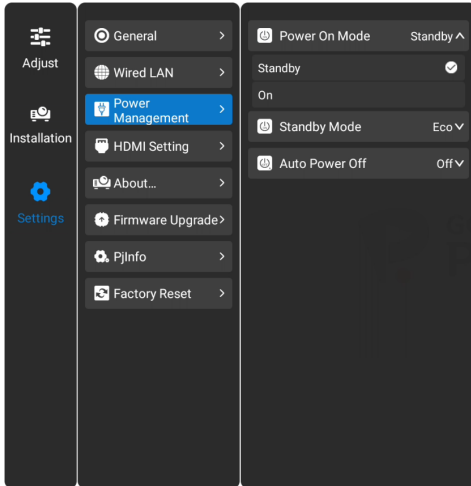 Adjust
Installation
Settings
General
Wired LAN
Power
Management
HDMI Setting
About...
Firmware Upgrade
PjInfo
Factory Reset
Power On Mode Standby
Standby
On
Standby Mode Eco
Auto Power Off Off